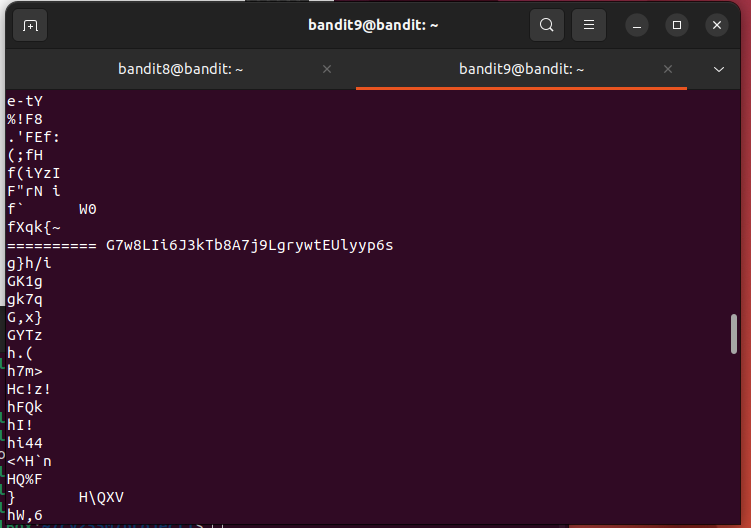 bandit9@bandit: ~
bandit8@bandit: ~
bandit9@bandit: ~
e-tY
%!F8
.'FEf:
(;fH
f(iYzI
F"rN i
f`        W0
fXqk{~
========== G7w8LIi6J3kTb8A7j9LgrywtEUlyyp6s
g}h/i
GK1g
gk7q
G,x}
GYTz
h.(
h7m>
Hc!z!
hFQk
hI!
hi44
<^H`n
HQ%F
}        H\QXV
hW,6